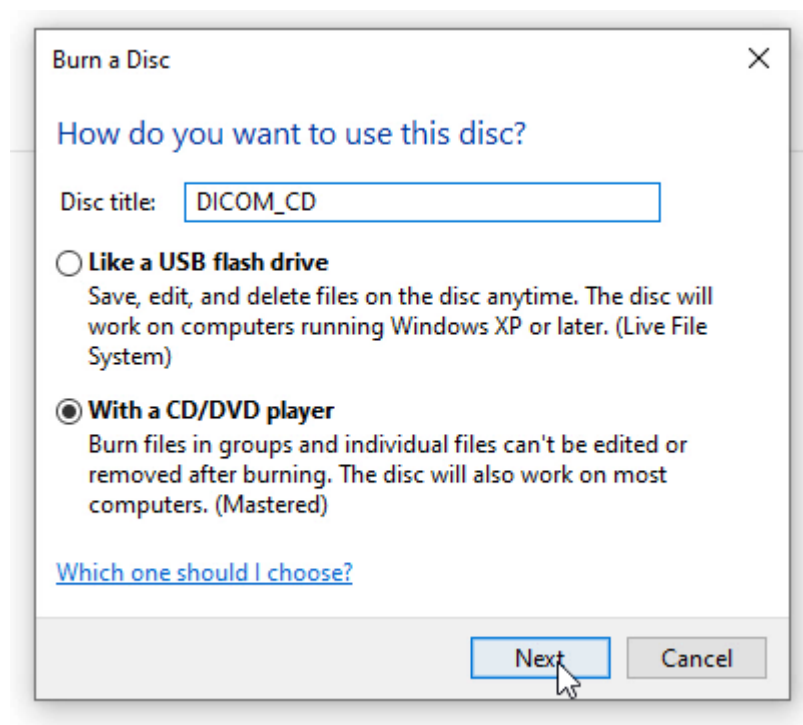 Burn a Disc
How do you want to use this disc?
Disc title: DICOM_CD
Like a USB flash drive
Save, edit, and delete files on the disc anytime. The disc will
work on computers running Windows XP or later. (Live File
System)
With a CD/DVD player
Burn files in groups and individual files can't be edited or
removed after burning. The disc will also work on most
computers. (Mastered)
Which one should I choose?
Next Cancel